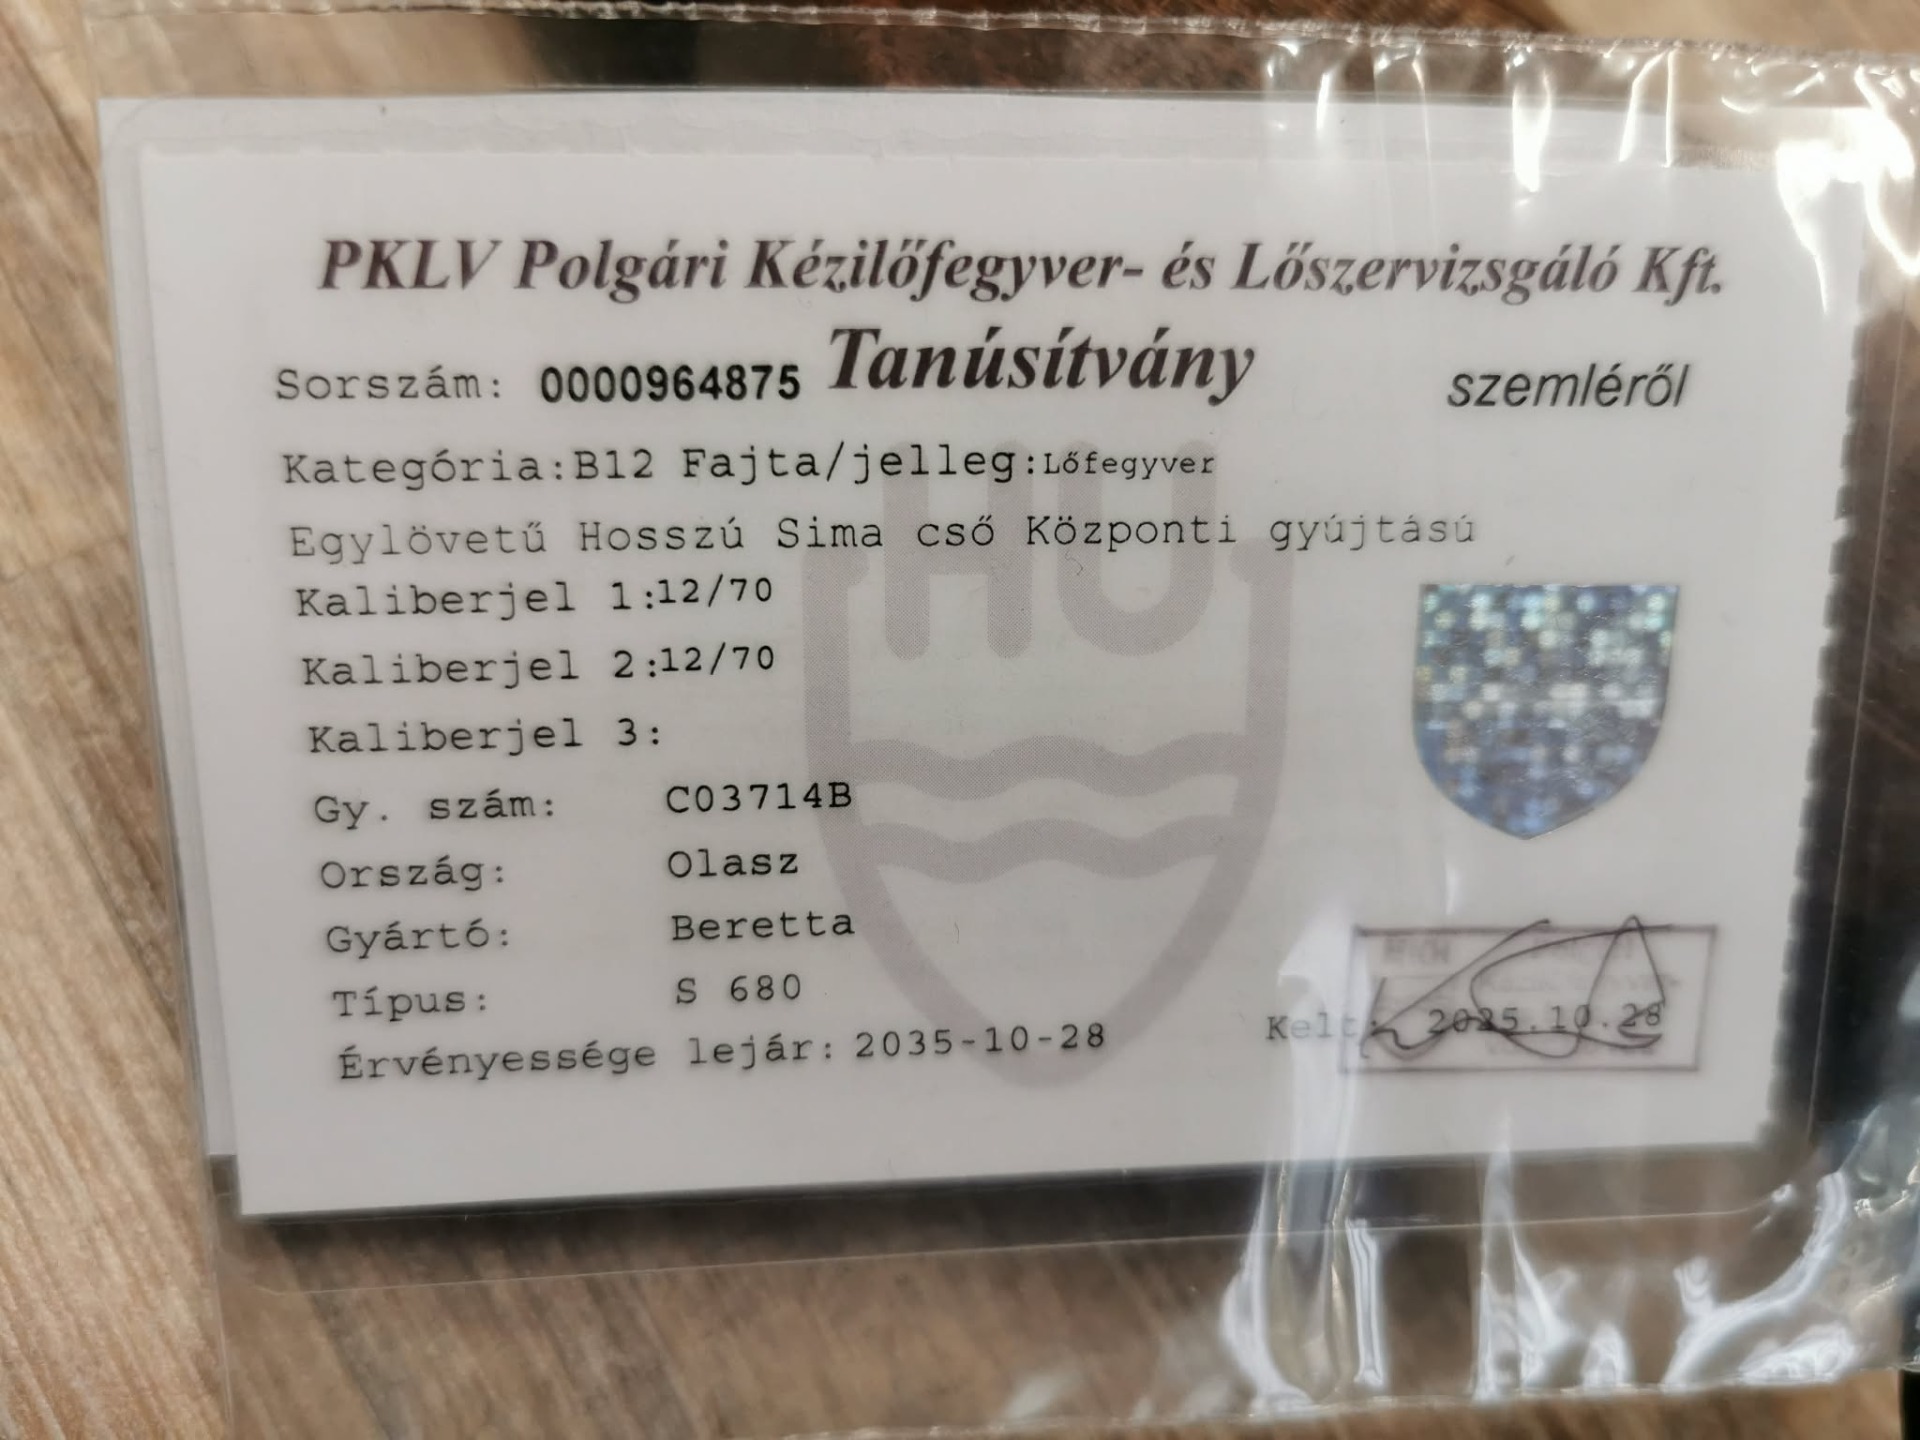 PKLV Polgári Kézilőfegyver- és Lőszervizsgáló Kft.
Sorszám: 0000964875 Tanúsítvány szemléről
Kategória:B12 Fajta/jelleg:Lőfegyver
Egylövetű Hosszú Sima cső Központi gyújtású
Kaliberjel 1:12/70
Kaliberjel 2:12/70
Kaliberjel 3:
Gy. szám: C03714B
Ország: Olasz
Gyártó: Beretta
Típus: S 680
Érvényessége lejár: 2035-10-28 Kelt: 2025.10.28
HU